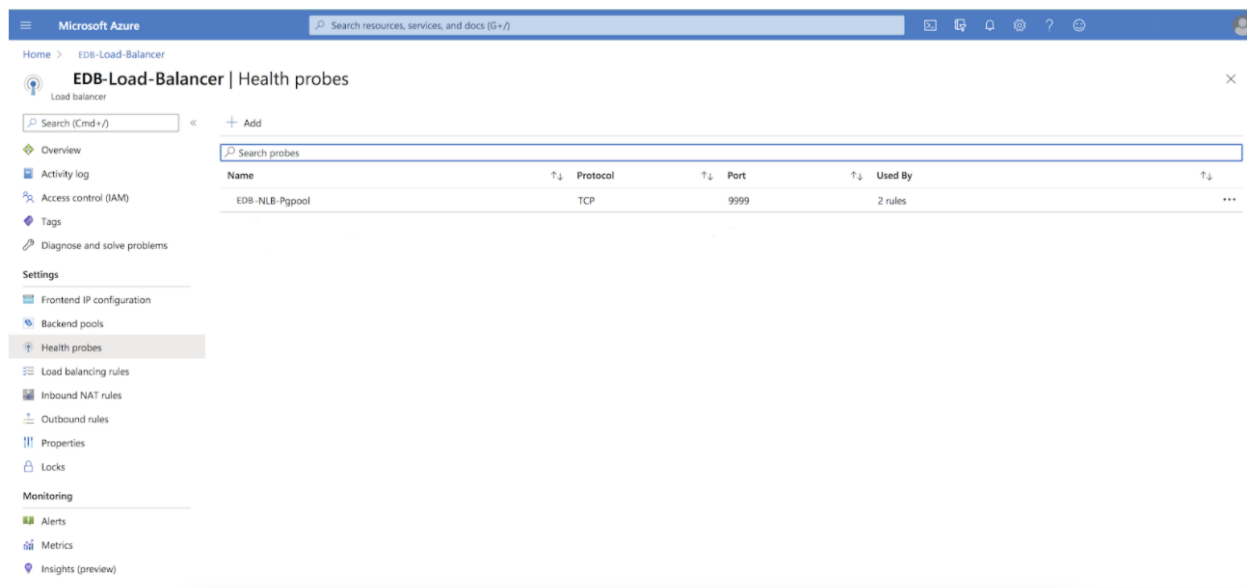 Microsoft Azure
Search resources, services, and docs (G+/)
Home > EDB-Load-Balancer
EDB-Load-Balancer | Health probes
Load balancer
Search (Cmd+/)
Add
Overview
Search probes
Activity log
Name Protocol Port Used By
Access control (IAM)
EDB-NLB-Pgpool TCP 9999 2 rules
Tags
Diagnose and solve problems
Settings
Frontend IP configuration
Backend pools
Health probes
Load balancing rules
Inbound NAT rules
Outbound rules
Properties
Locks
Monitoring
Alerts
Metrics
Insights (preview)